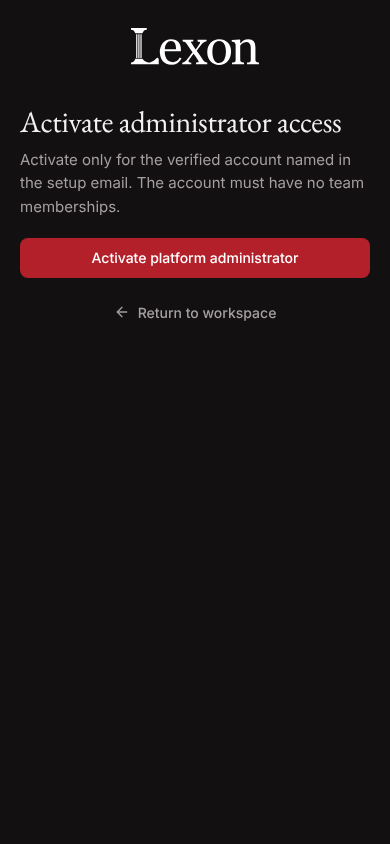 Lexon
Activate administrator access
Activate only for the verified account named in
the setup email. The account must have no team
memberships.
Activate platform administrator
Return to workspace